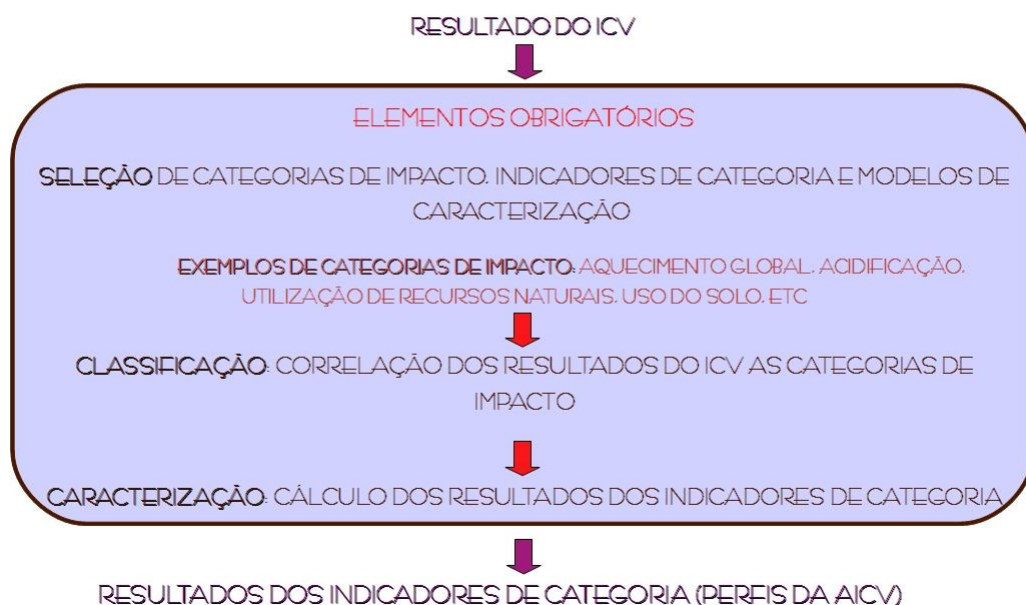 RESULTADO DO ICV
ELEMENTOS OBRIGATÓRIOS
SELEÇÃO DE CATEGORIAS DE IMPACTO, INDICADORES DE CATEGORIA E MODELOS DE
CARACTERIZAÇÃO
EXEMPLOS DE CATEGORIAS DE IMPACTO: AQUECIMENTO GLOBAL, ACIDIFICAÇÃO,
UTILIZAÇÃO DE RECURSOS NATURAIS, USO DO SOLO, ETC
CLASSIFICAÇÃO: CORRELAÇÃO DOS RESULTADOS DO ICV AS CATEGORIAS DE
IMPACTO
CARACTERIZAÇÃO: CÁLCULO DOS RESULTADOS DOS INDICADORES DE CATEGORIA
RESULTADOS DOS INDICADORES DE CATEGORIA (PERFIS DA AICV)